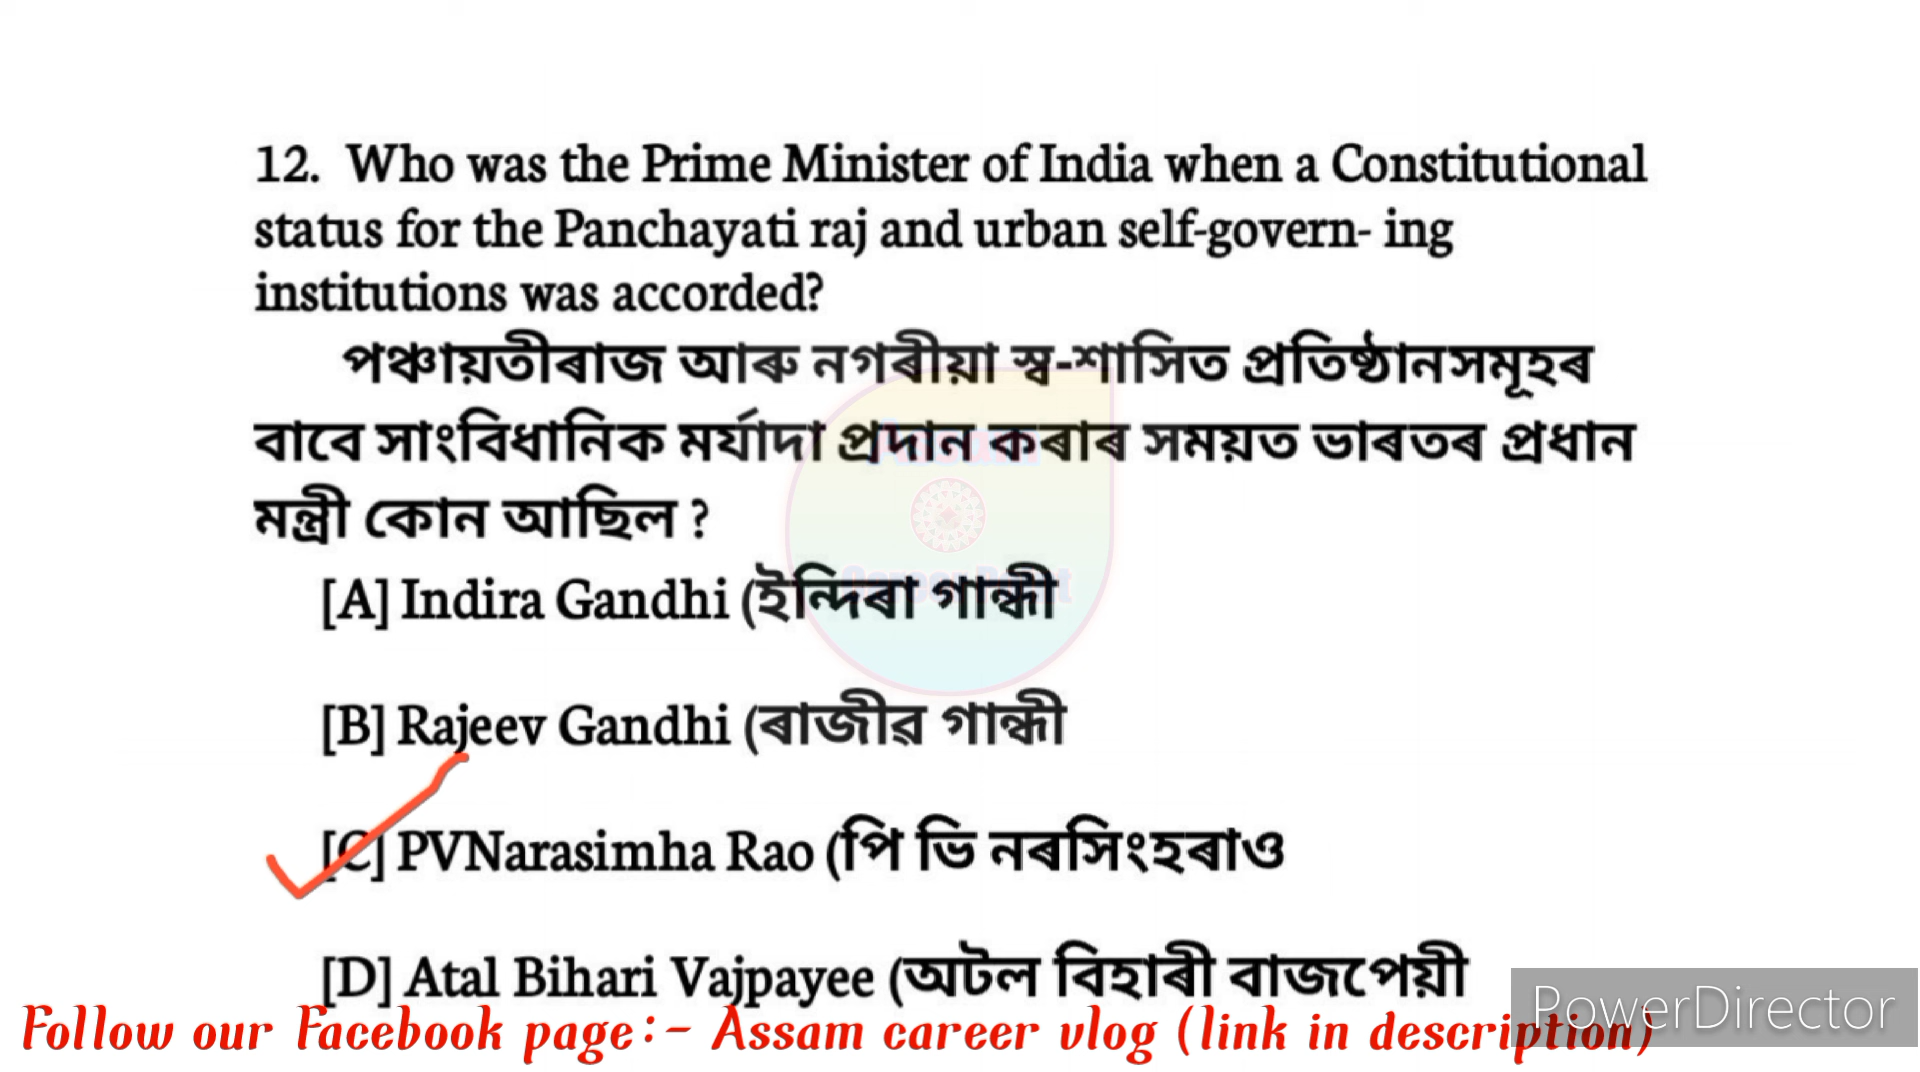 12. Who was the Prime Minister of India when a Constitutional
status for the Panchayati raj and urban self-govern- ing
institutions was accorded?
পঞ্চায়তীৰাজ আৰু নগৰীয়া স্ব-শাসিত প্ৰতিষ্ঠানসমূহৰ
বাবে সাংবিধানিক মৰ্যাদা প্ৰদান কৰাৰ সময়ত ভাৰতৰ প্ৰধান
মন্ত্ৰী কোন আছিল ?
[A] Indira Gandhi (ইন্দিৰা গান্ধী
[B] Rajeev Gandhi (ৰাজীৱ গান্ধী
[C] PVNarasimha Rao (পি ভি নৰসিংহৰাও
[D] Atal Bihari Vajpayee (অটল বিহাৰী বাজপেয়ী
Follow our Facebook page:- Assam career vlog (link in description)
PowerDirector